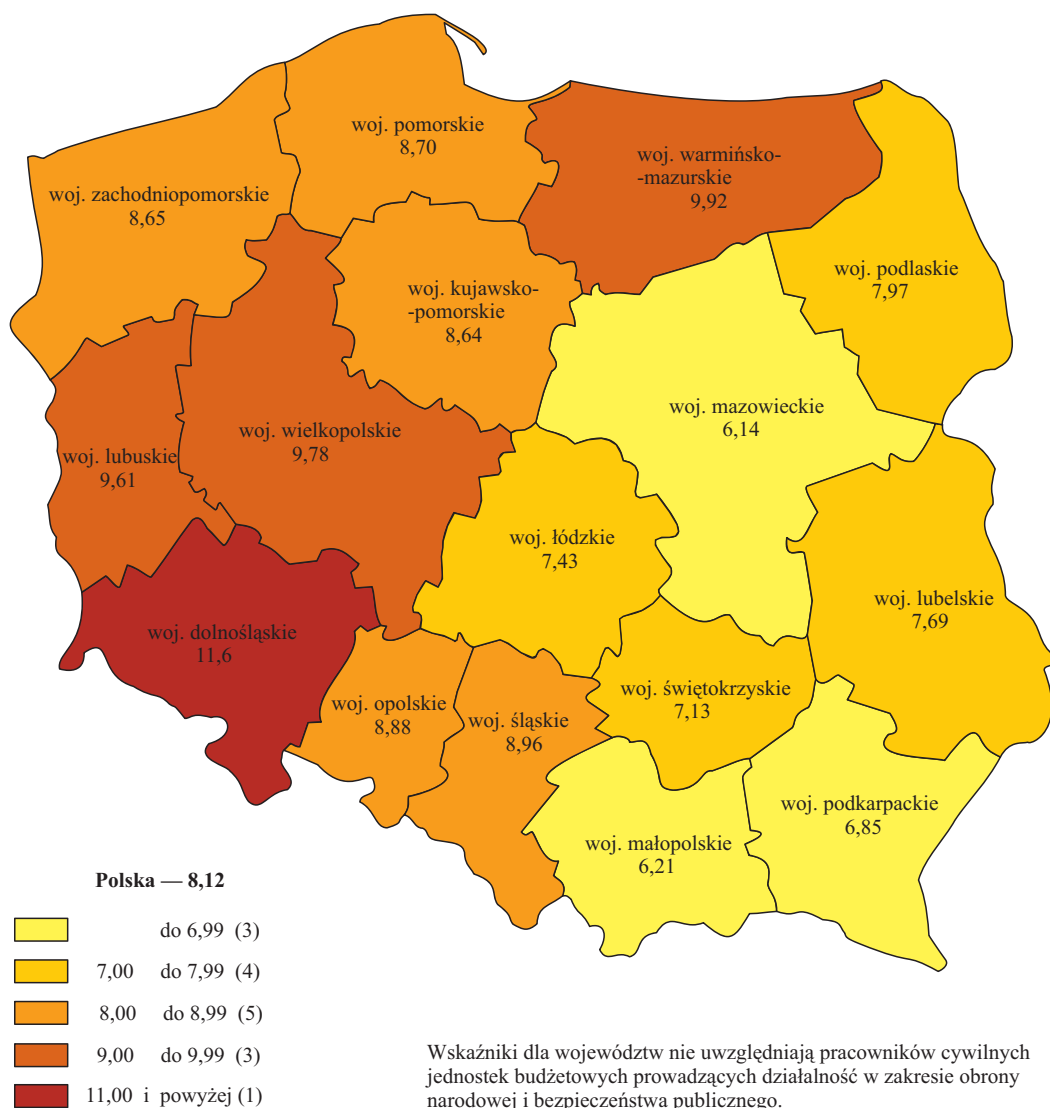 woj. pomorskie
8,70
woj. warmińsko-
-mazurskie
9,92
woj. zachodniopomorskie
8,65
woj. podlaskie
7,97
woj. kujawsko-
-pomorskie
8,64
woj. mazowieckie
6,14
woj. wielkopolskie
9,78
woj. lubuskie
9,61
woj. łódzkie
7,43
woj. lubelskie
7,69
woj. dolnośląskie
11,6
woj. świętokrzyskie
7,13
woj. opolskie
8,88
woj. śląskie
8,96
woj. podkarpackie
6,85
woj. małopolskie
6,21
Polska — 8,12
do 6,99 (3)
7,00 do 7,99 (4)
8,00 do 8,99 (5)
9,00 do 9,99 (3)
11,00 i powyżej (1)
Wskaźniki dla województw nie uwzględniają pracowników cywilnych
jednostek budżetowych prowadzących działalność w zakresie obrony
narodowej i bezpieczeństwa publicznego.